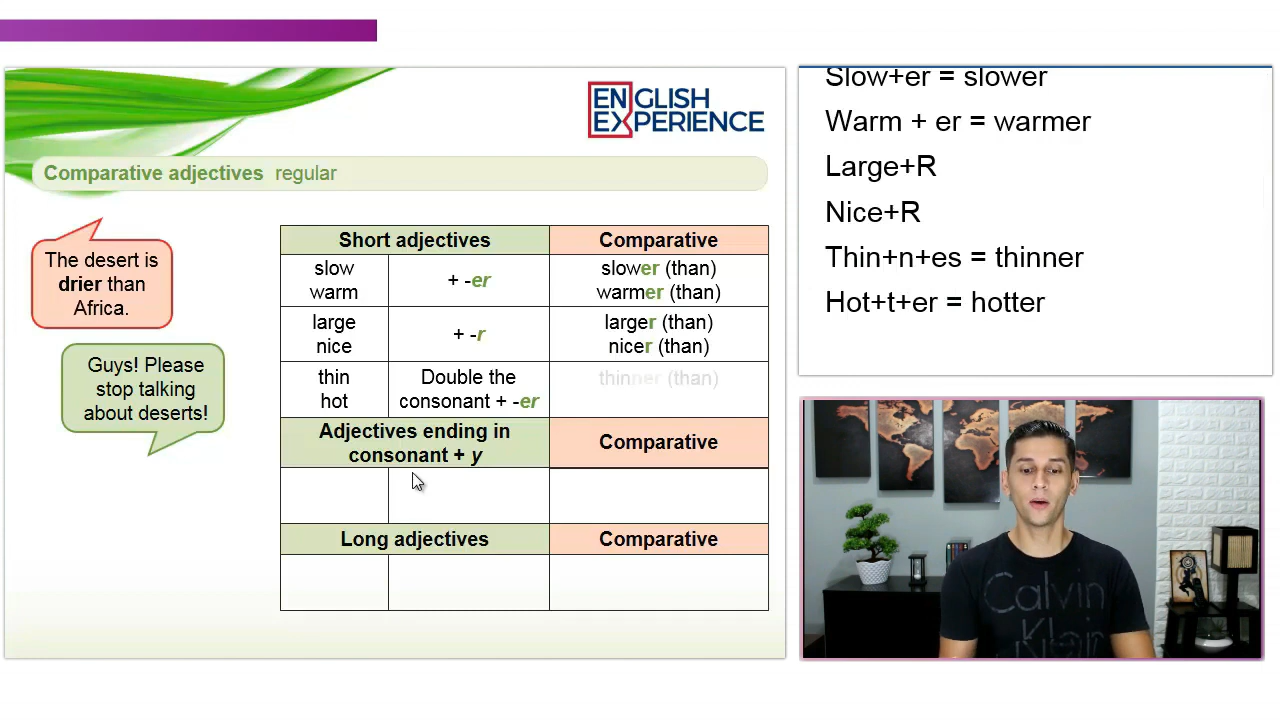 ENGLISH
EXPERIENCE
Comparative adjectives regular
The desert is
drier than
Africa.
Guys! Please
stop talking
about deserts!
Short adjectives
Comparative
slow
warm
+ -er
slower (than)
warmer (than)
large
nice
+ -r
larger (than)
nicer (than)
thin
hot
Double the
consonant + -er
thinner (than)
Adjectives ending in
consonant + y
Comparative
Long adjectives
Comparative
Slow+er = slower
Warm + er = warmer
Large+R
Nice+R
Thin+n+es = thinner
Hot+t+er = hotter
Calvin
Klein